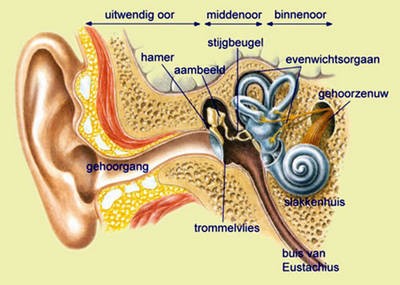 uitwendig oor
middenoor
binnenoor
stijgbeugel
hamer
aambeeld
evenwichtsorgaan
gehoorzenuw
gehoorgang
slakkenhuis
trommelvlies
buis van
Eustachius